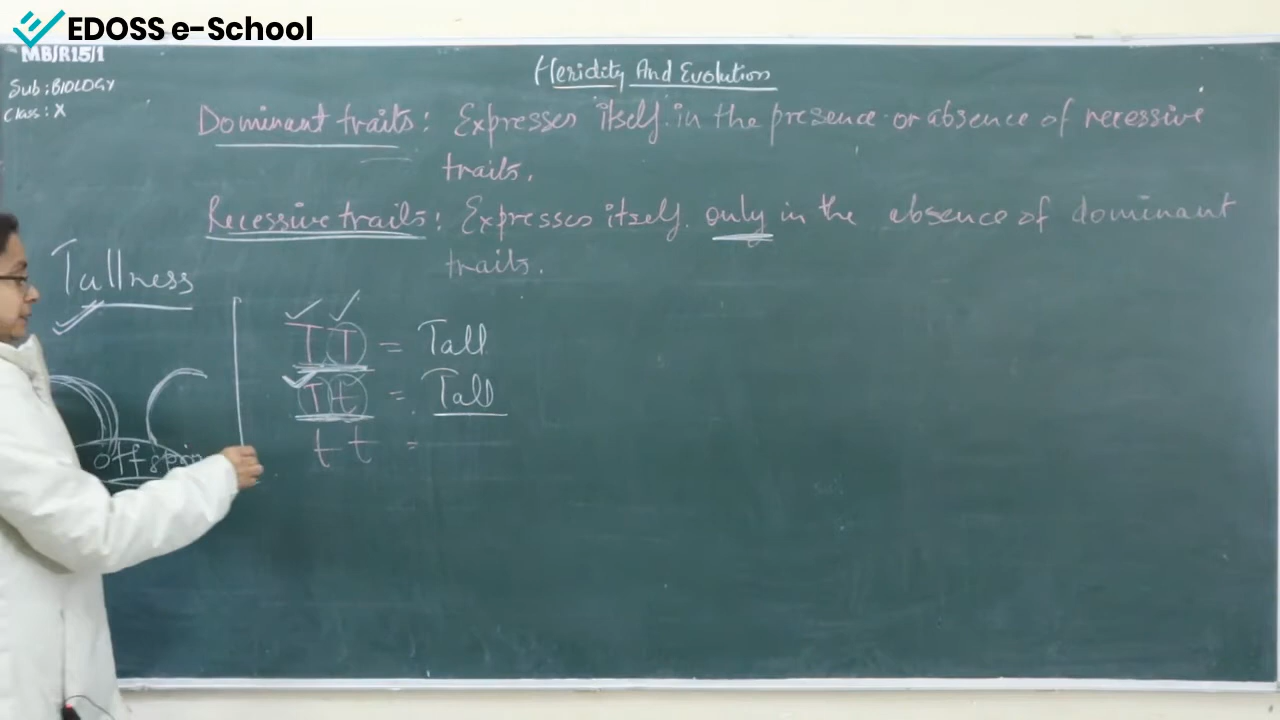 EDOSS e-School
MB/R15/1
Sub: BIOLOGY
Class: X
Heridity And Evolution
Dominant traits: Expresses itself in the presence or absence of recessive
traits.
Recessive traits: Expresses itself only in the absence of dominant
traits.
Tallness
TT = Tall
Tt = Tall
tt =
offsprin